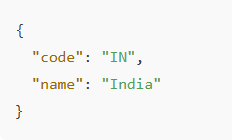 {
  "code": "IN",
  "name": "India"
}